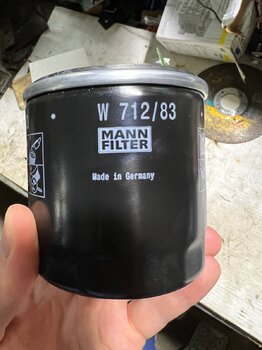 W 712/83
MANN
FILTER
Made in Germany